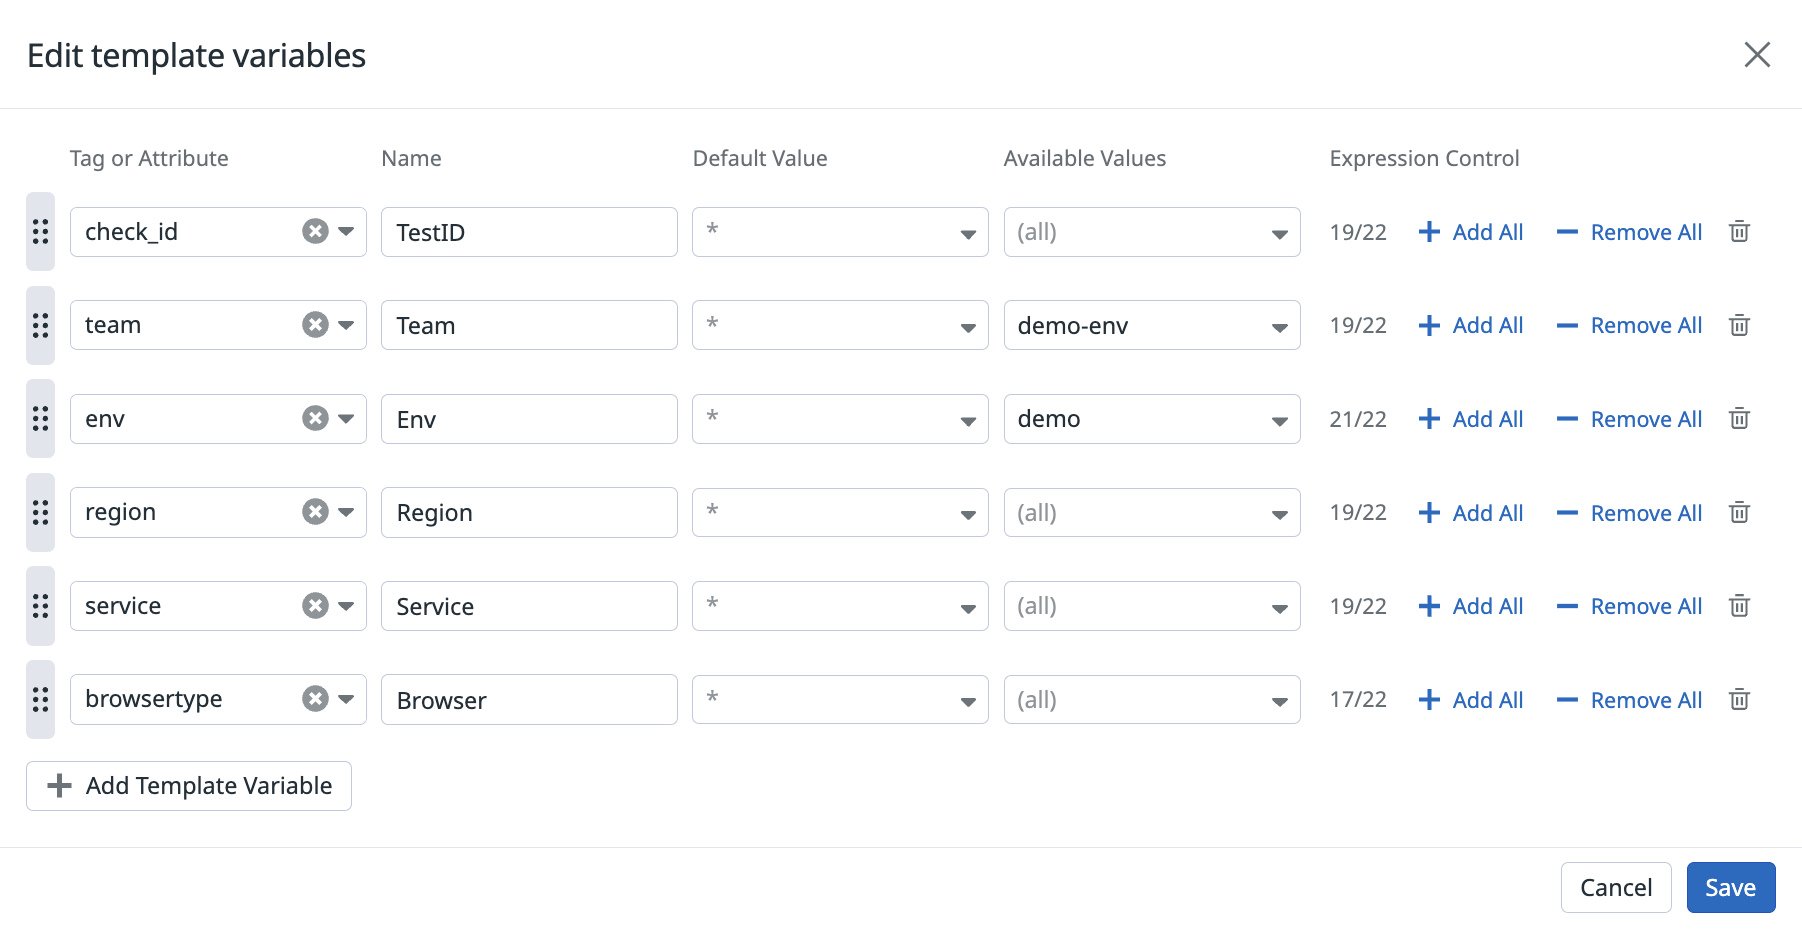 Edit template variables
Tag or Attribute Name Default Value Available Values Expression Control
check_id TestID * (all) 19/22 Add All Remove All
team Team * demo-env 19/22 Add All Remove All
env Env * demo 21/22 Add All Remove All
region Region * (all) 19/22 Add All Remove All
service Service * (all) 19/22 Add All Remove All
browsertype Browser * (all) 17/22 Add All Remove All
Add Template Variable
Cancel Save